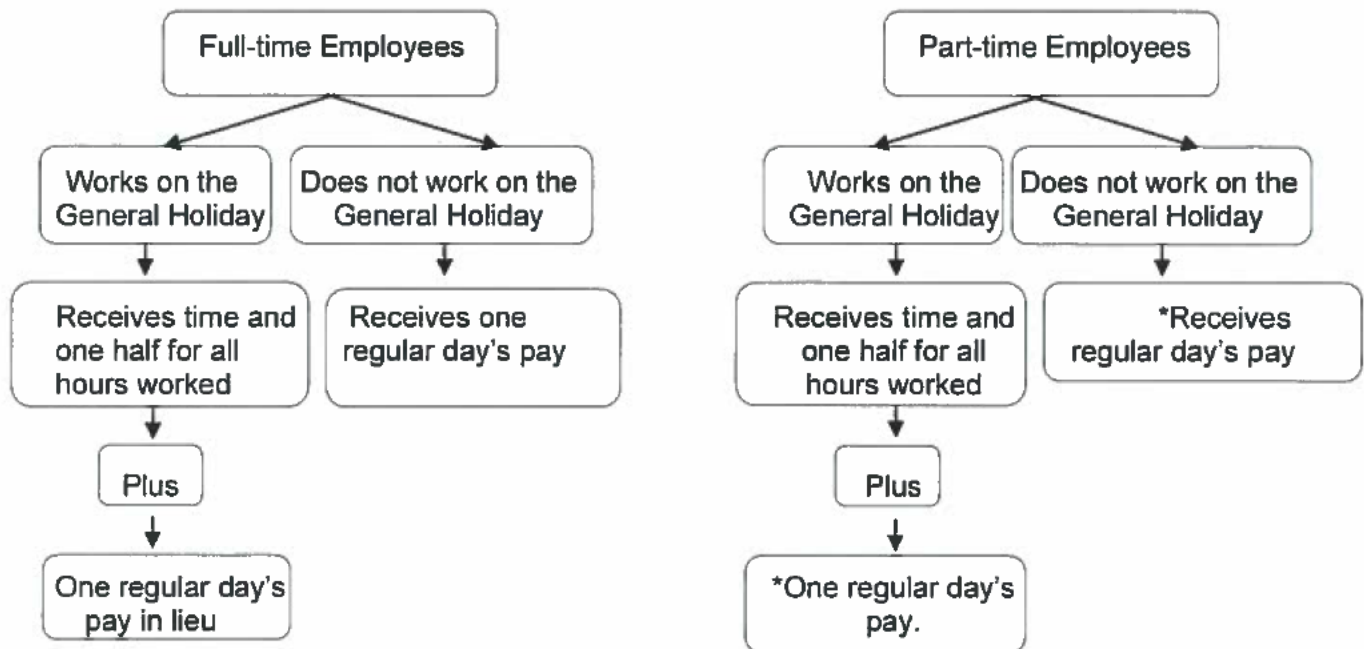 Full-time Employees
Works on the
General Holiday
Does not work on the
General Holiday
Receives time and
one half for all
hours worked
Receives one
regular day's pay
Plus
One regular day's
pay in lieu
Part-time Employees
Works on the
General Holiday
Does not work on the
General Holiday
Receives time and
one half for all
hours worked
*Receives
regular day's pay
Plus
*One regular day's
pay.